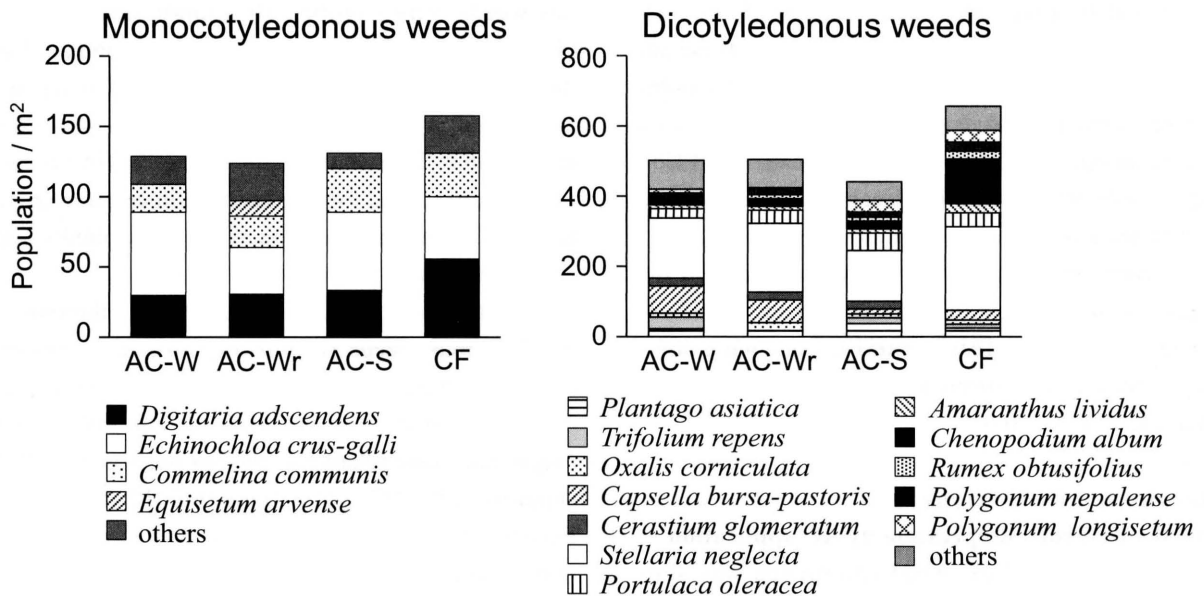 Monocotyledonous weeds
Population / m²
200
150
100
50
0
AC-W AC-Wr AC-S CF
Digitaria adscendens
Echinochloa crus-galli
Commelina communis
Equisetum arvense
others
Dicotyledonous weeds
800
600
400
200
0
AC-W AC-Wr AC-S CF
Plantago asiatica
Trifolium repens
Oxalis corniculata
Capsella bursa-pastoris
Cerastium glomeratum
Stellaria neglecta
Portulaca oleracea
Amaranthus lividus
Chenopodium album
Rumex obtusifolius
Polygonum nepalense
Polygonum longisetum
others